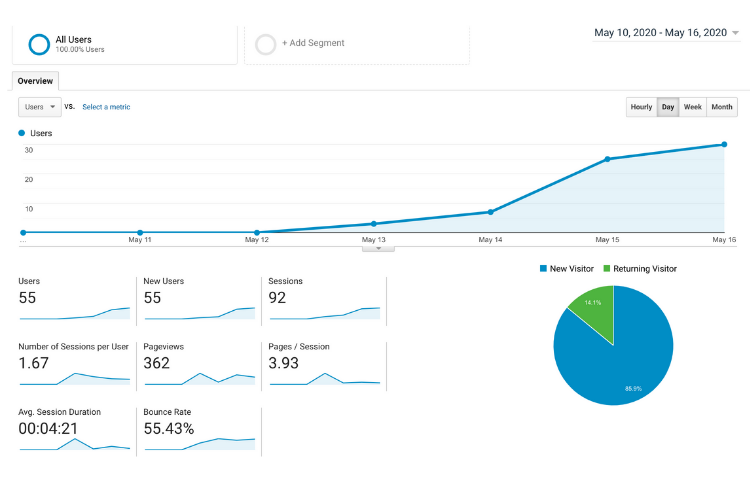 All Users
100.00% Users
+ Add Segment
May 10, 2020 - May 16, 2020
Overview
Users VS. Select a metric
Hourly Day Week Month
Users
30
20
10
... May 11 May 12 May 13 May 14 May 15 May 16
New Visitor Returning Visitor
Users
55
New Users
55
Sessions
92
Number of Sessions per User
1.67
Pageviews
362
Pages / Session
3.93
Avg. Session Duration
00:04:21
Bounce Rate
55.43%
14.1%
85.9%